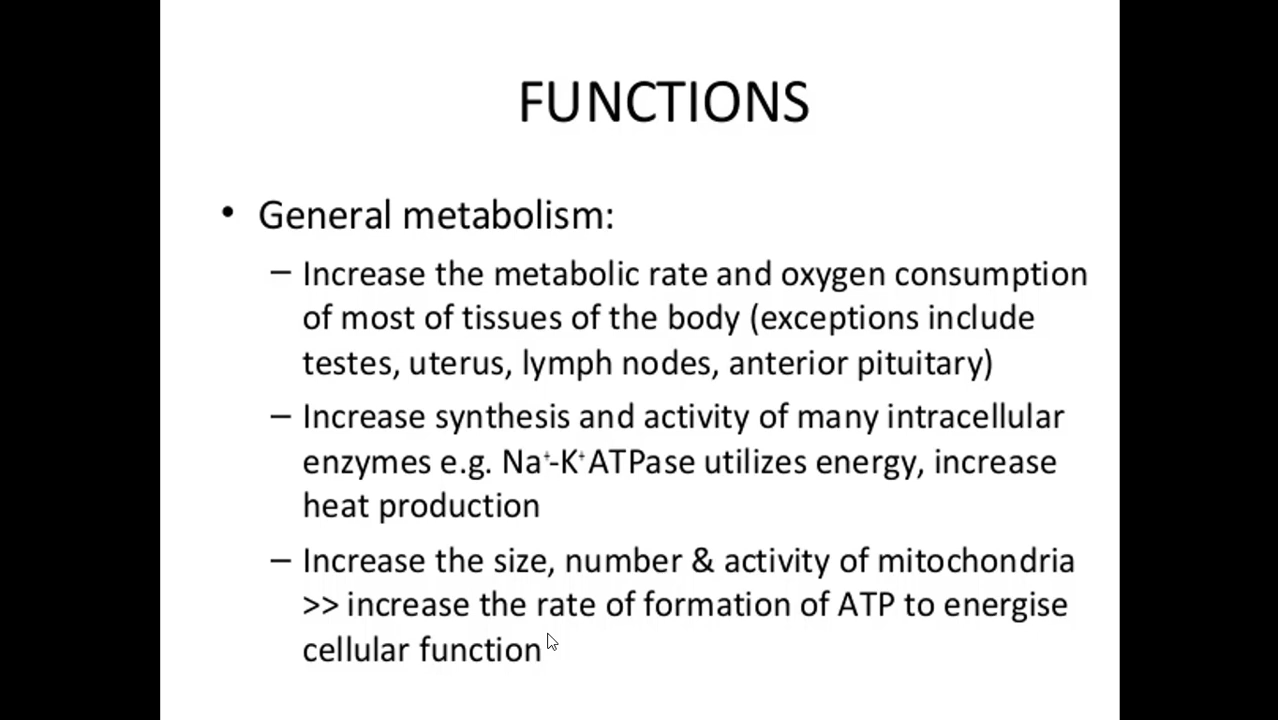 FUNCTIONS
• General metabolism:
– Increase the metabolic rate and oxygen consumption
of most of tissues of the body (exceptions include
testes, uterus, lymph nodes, anterior pituitary)
– Increase synthesis and activity of many intracellular
enzymes e.g. Na⁺-K⁺ATPase utilizes energy, increase
heat production
– Increase the size, number & activity of mitochondria
>> increase the rate of formation of ATP to energise
cellular function